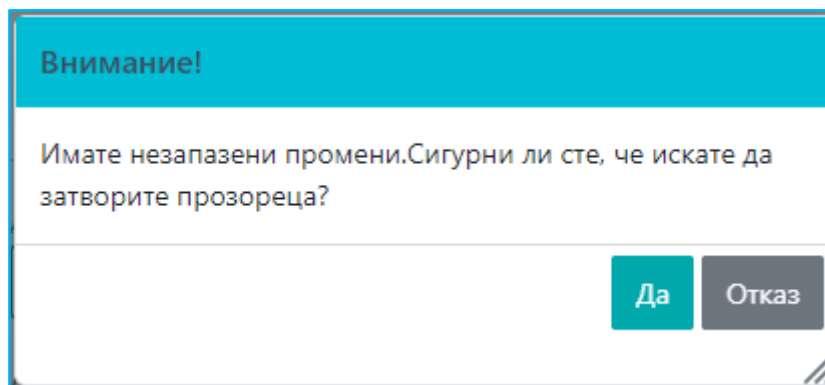 Внимание!
Имате незапазени промени.Сигурни ли сте, че искате да
затворите прозореца?
Да
Отказ